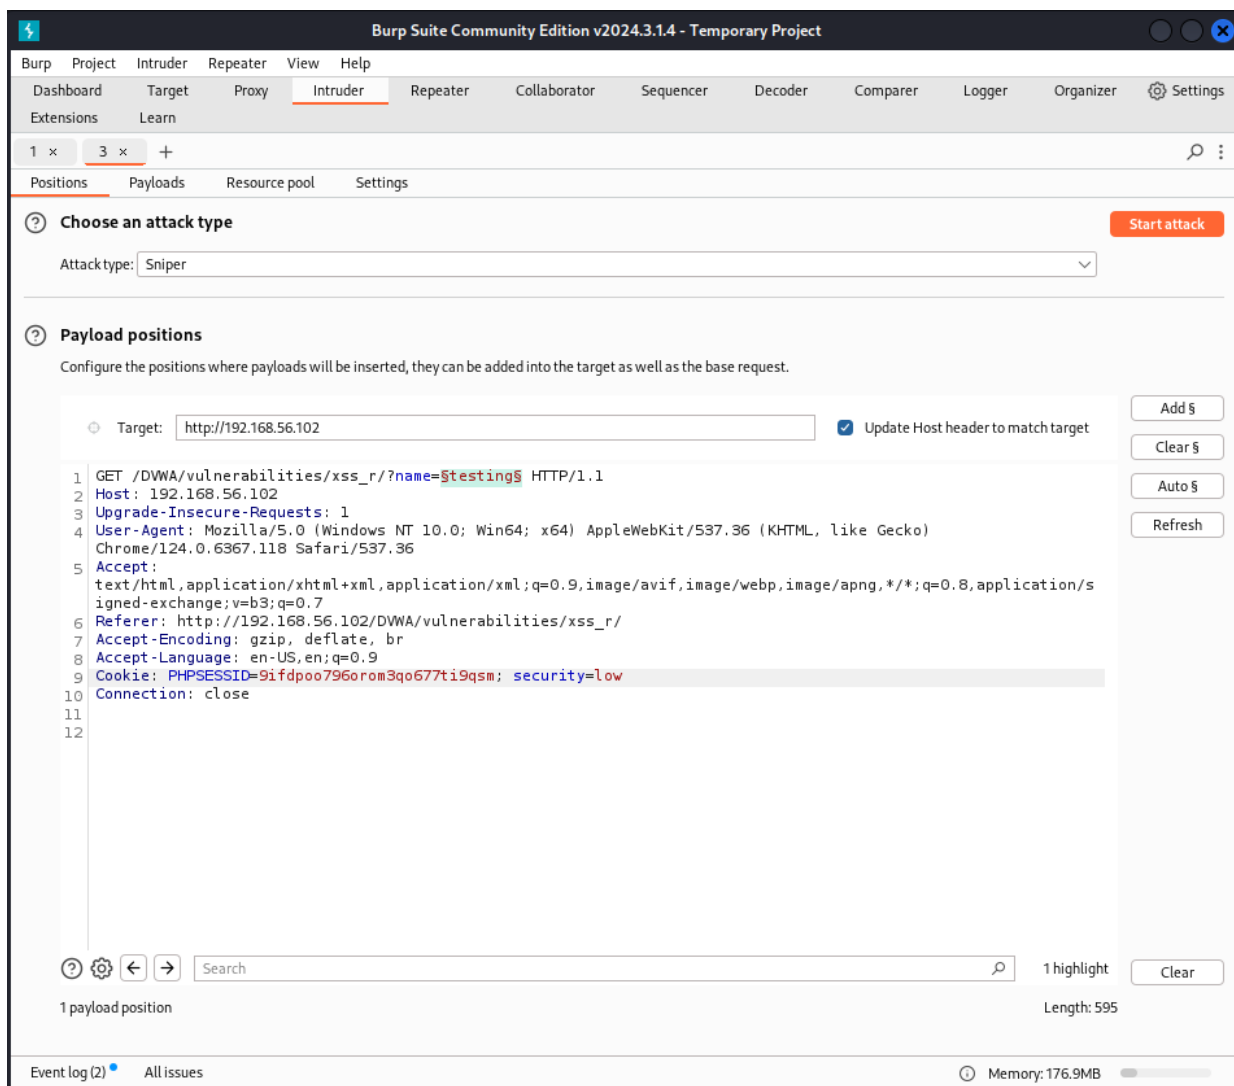 Burp Suite Community Edition v2024.3.1.4 - Temporary Project
Burp Project Intruder Repeater View Help
Dashboard Target Proxy Intruder Repeater Collaborator Sequencer Decoder Comparer Logger Organizer Settings
Extensions Learn
1 × 3 × +
Positions Payloads Resource pool Settings
? Choose an attack type
Start attack
Attack type: Sniper
? Payload positions
Configure the positions where payloads will be inserted, they can be added into the target as well as the base request.
Add §
Target: http://192.168.56.102
Update Host header to match target
Clear §
Auto §
Refresh
1 GET /DVWA/vulnerabilities/xss_r/?name=§testing§ HTTP/1.1
2 Host: 192.168.56.102
3 Upgrade-Insecure-Requests: 1
4 User-Agent: Mozilla/5.0 (Windows NT 10.0; Win64; x64) AppleWebKit/537.36 (KHTML, like Gecko)
Chrome/124.0.6367.118 Safari/537.36
5 Accept:
text/html,application/xhtml+xml,application/xml;q=0.9,image/avif,image/webp,image/apng,*/*;q=0.8,application/s
igned-exchange;v=b3;q=0.7
6 Referer: http://192.168.56.102/DVWA/vulnerabilities/xss_r/
7 Accept-Encoding: gzip, deflate, br
8 Accept-Language: en-US,en;q=0.9
9 Cookie: PHPSESSID=9ifdpoo796orom3qo677ti9qsm; security=low
10 Connection: close
11
12
? Search
1 highlight
Clear
1 payload position
Length: 595
Event log (2) All issues
Memory: 176.9MB